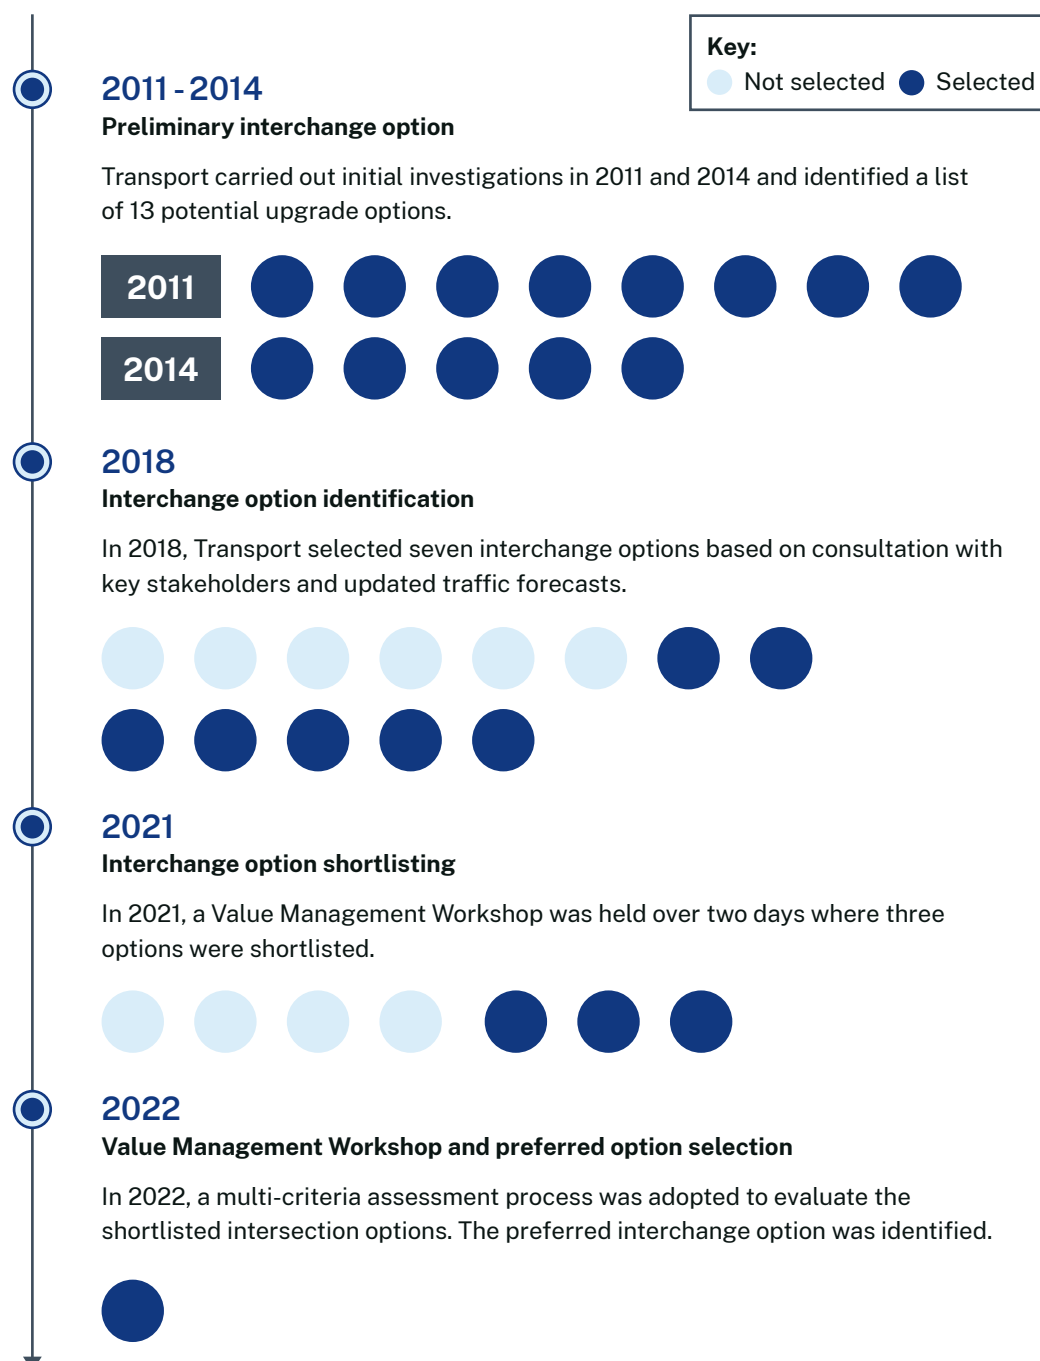 Key:
Not selected Selected
2011 - 2014
Preliminary interchange option
Transport carried out initial investigations in 2011 and 2014 and identified a list
of 13 potential upgrade options.
2011
2014
2018
Interchange option identification
In 2018, Transport selected seven interchange options based on consultation with
key stakeholders and updated traffic forecasts.
2021
Interchange option shortlisting
In 2021, a Value Management Workshop was held over two days where three
options were shortlisted.
2022
Value Management Workshop and preferred option selection
In 2022, a multi-criteria assessment process was adopted to evaluate the
shortlisted intersection options. The preferred interchange option was identified.